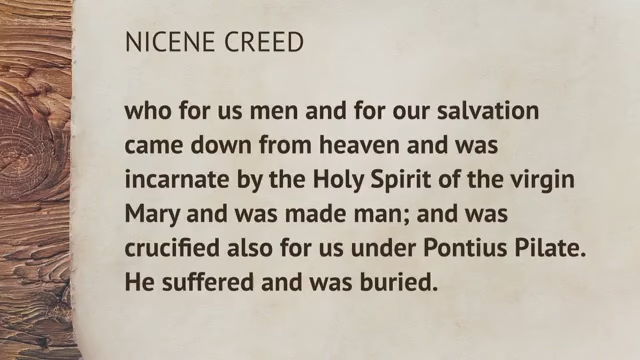 NICENE CREED
who for us men and for our salvation
came down from heaven and was
incarnate by the Holy Spirit of the virgin
Mary and was made man; and was
crucified also for us under Pontius Pilate.
He suffered and was buried.